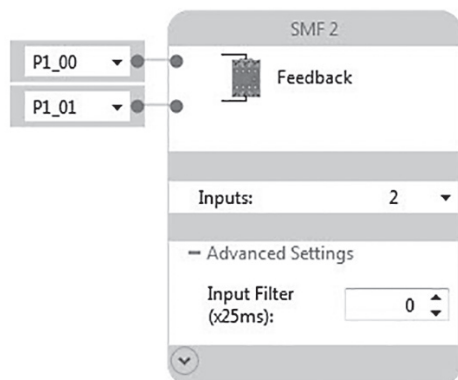 SMF 2
P1_00
Feedback
P1_01
Inputs: 2
Advanced Settings
Input Filter
(x25ms): 0